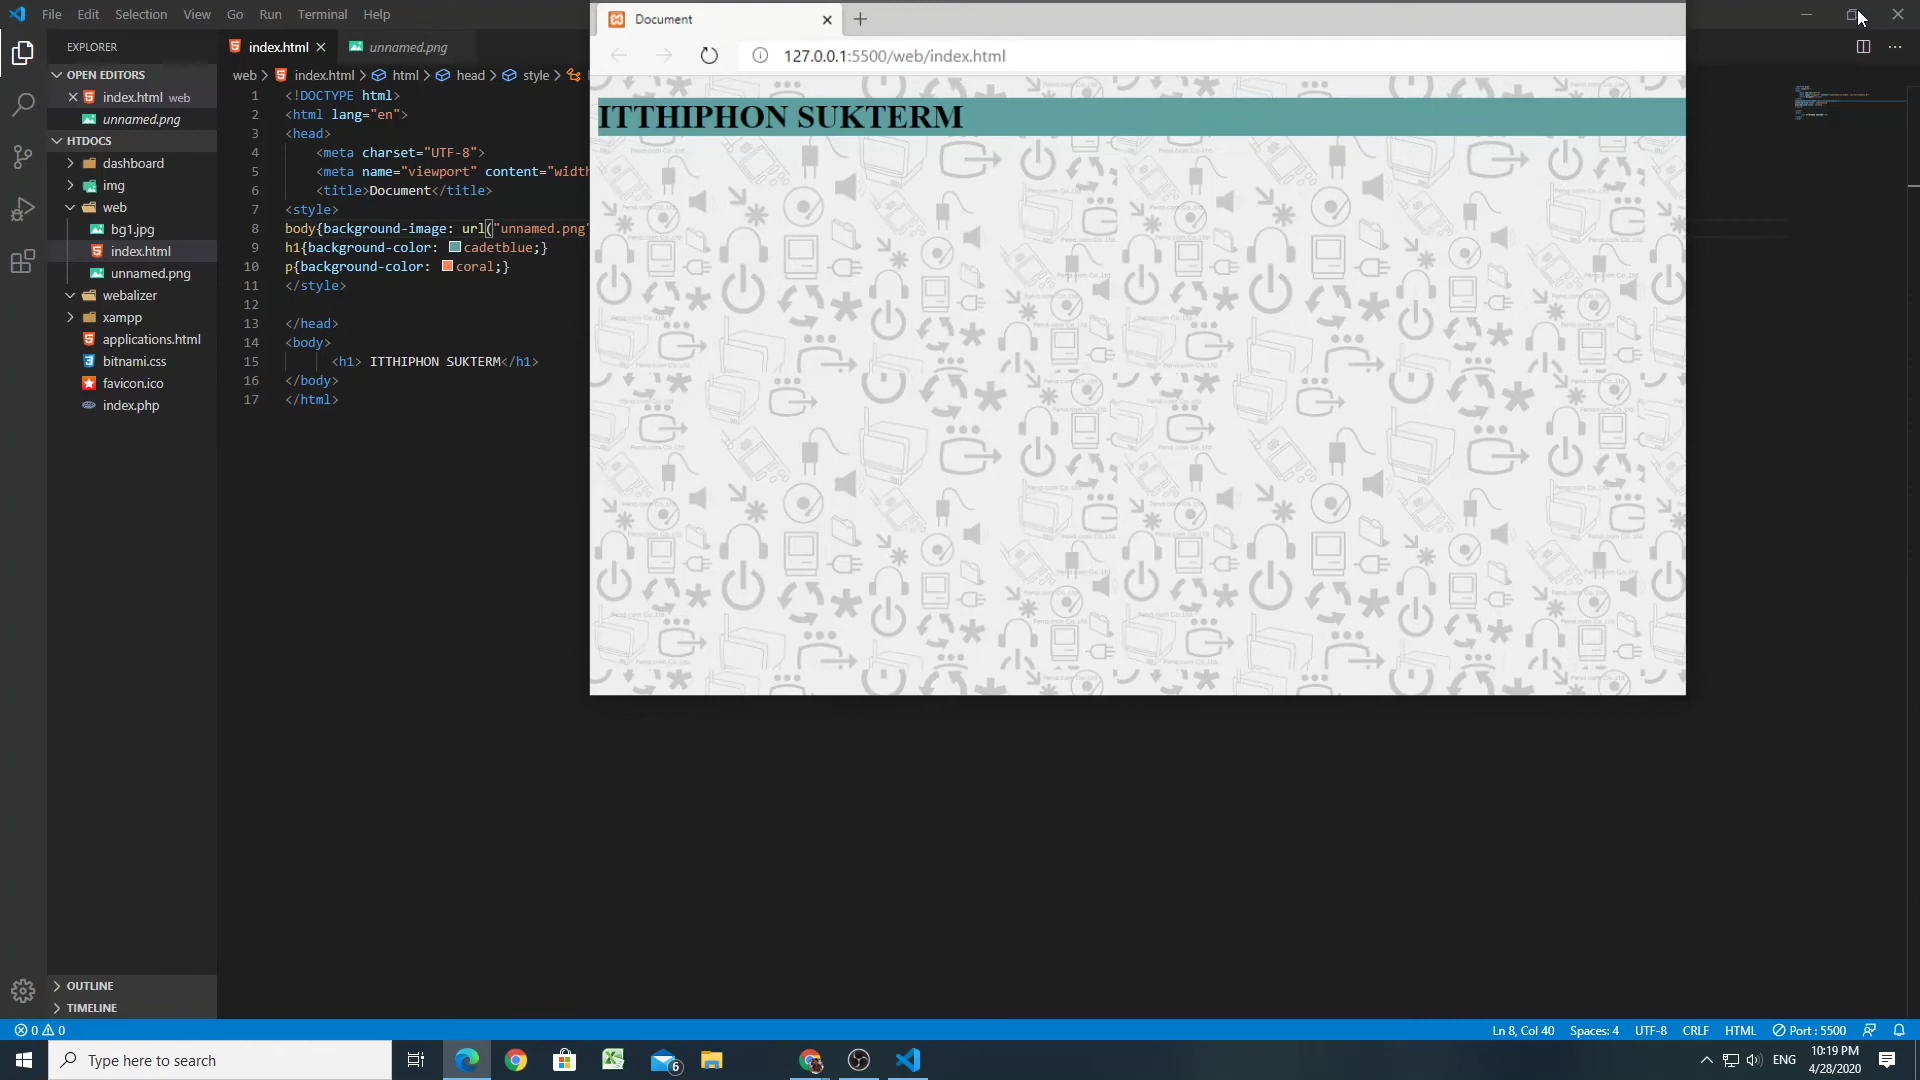 File Edit Selection View Go Run Terminal Help
EXPLORER
OPEN EDITORS
index.html web
unnamed.png
HTDOCS
dashboard
img
web
bg1.jpg
index.html
unnamed.png
webalizer
xampp
applications.html
bitnami.css
favicon.ico
index.php
OUTLINE
TIMELINE
index.html unnamed.png
web > index.html > html > head > style >
1 <!DOCTYPE html>
2 <html lang="en">
3 <head>
4 <meta charset="UTF-8">
5 <meta name="viewport" content="width
6 <title>Document</title>
7 <style>
8 body{background-image: url("unnamed.png"
9 h1{background-color: cadetblue;}
10 p{background-color: coral;}
11 </style>
12
13 </head>
14 <body>
15 <h1> ITTHIPHON SUKTERM</h1>
16 </body>
17 </html>
Document
127.0.0.1:5500/web/index.html
ITTHIPHON SUKTERM
0 0
Ln 8, Col 40 Spaces: 4 UTF-8 CRLF HTML Port : 5500
Type here to search
6
ENG
10:19 PM
4/28/2020